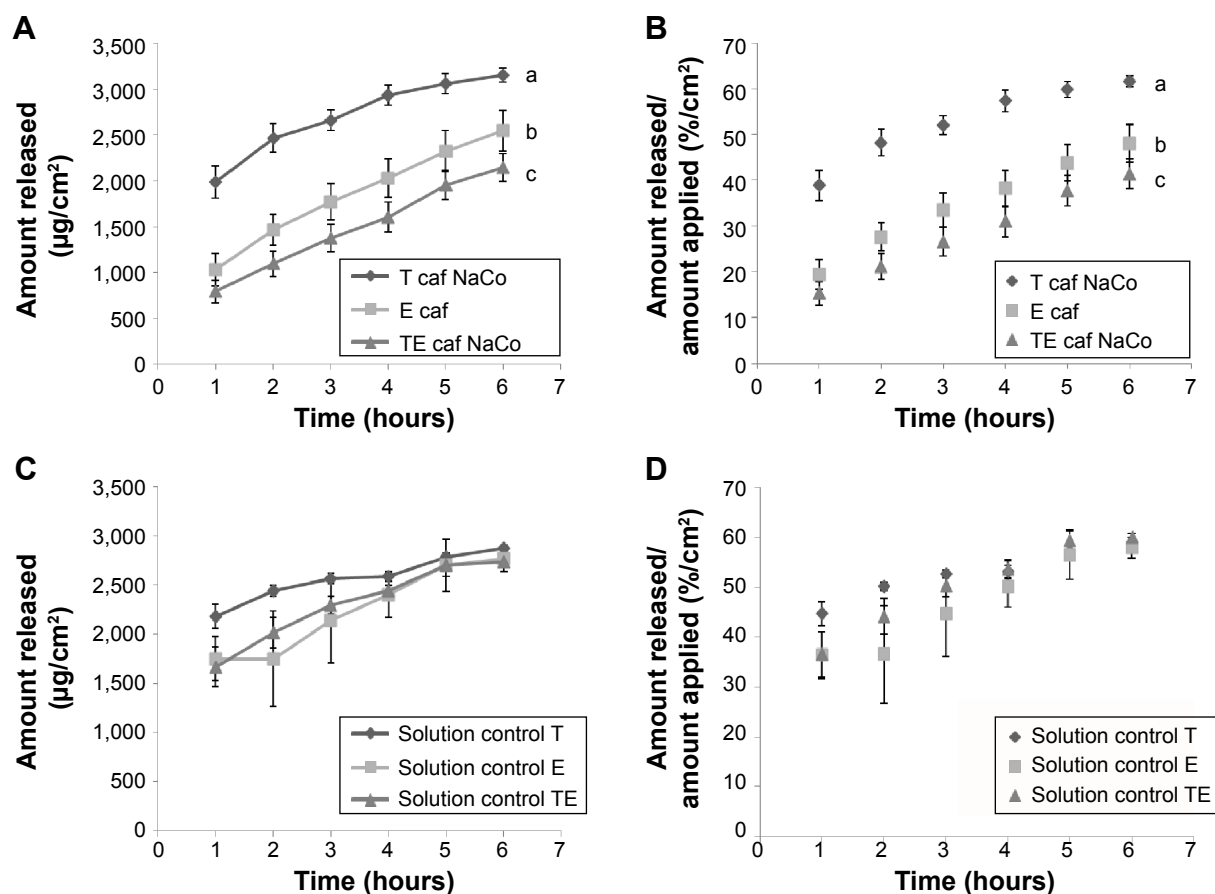 A
Amount released
(µg/cm²)
3,500
3,000
2,500
2,000
1,500
1,000
500
0
a
b
c
T caf NaCo
E caf
TE caf NaCo
0 1 2 3 4 5 6 7
Time (hours)
B
Amount released/
amount applied (%/cm²)
70
60
50
40
30
20
10
0
a
b
c
T caf NaCo
E caf
TE caf NaCo
0 1 2 3 4 5 6 7
Time (hours)
C
Amount released
(µg/cm²)
3,500
3,000
2,500
2,000
1,500
1,000
500
0
Solution control T
Solution control E
Solution control TE
0 1 2 3 4 5 6 7
Time (hours)
D
Amount released/
amount applied (%/cm²)
70
60
50
40
30
20
10
0
Solution control T
Solution control E
Solution control TE
0 1 2 3 4 5 6 7
Time (hours)